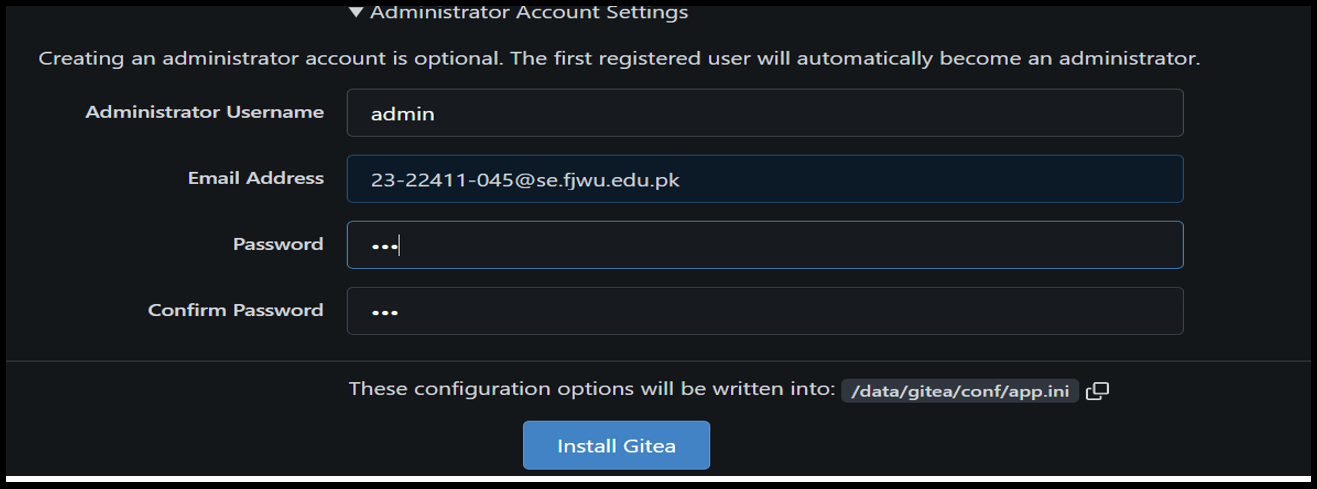 Administrator Account Settings
Creating an administrator account is optional. The first registered user will automatically become an administrator.
Administrator Username
admin
Email Address
23-22411-045@se.fjwu.edu.pk
Password
•••
Confirm Password
•••
These configuration options will be written into: /data/gitea/conf/app.ini
Install Gitea